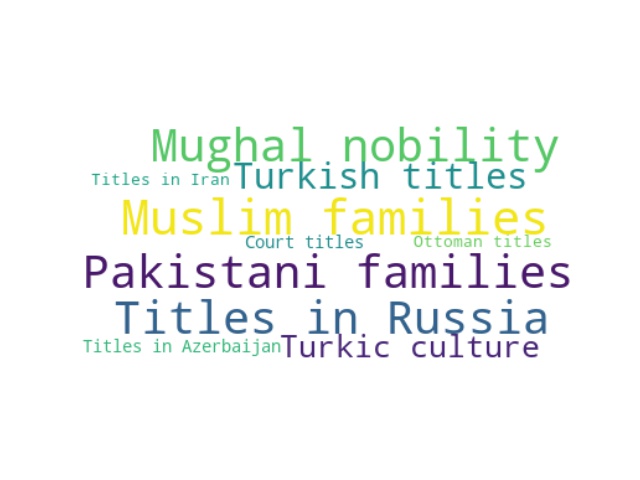 Mughal nobility
Titles in Iran Turkish titles
Muslim families
Court titles Ottoman titles
Pakistani families
Titles in Russia
Titles in Azerbaijan Turkic culture